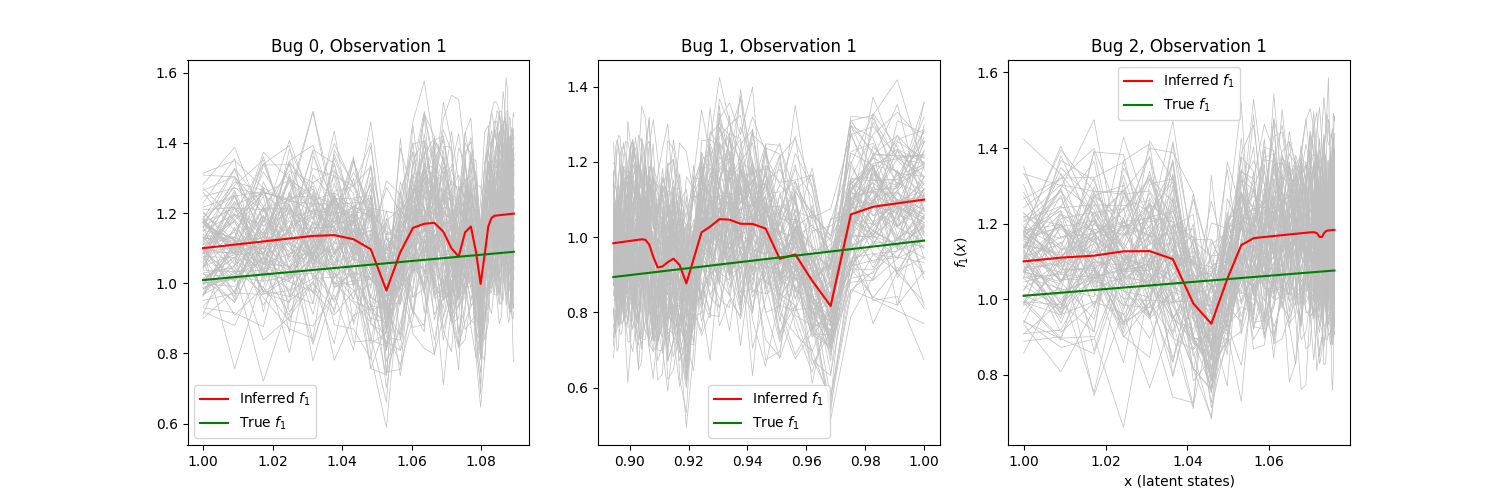 Bug 0, Observation 1
1.6
1.4
1.2
1.0
0.8
0.6
Inferred f₁
True f₁
1.00 1.02 1.04 1.06 1.08
Bug 1, Observation 1
1.4
1.2
1.0
0.8
0.6
Inferred f₁
True f₁
0.90 0.92 0.94 0.96 0.98 1.00
Bug 2, Observation 1
f₁(x)
1.6
1.4
1.2
1.0
0.8
Inferred f₁
True f₁
1.00 1.02 1.04 1.06
x (latent states)